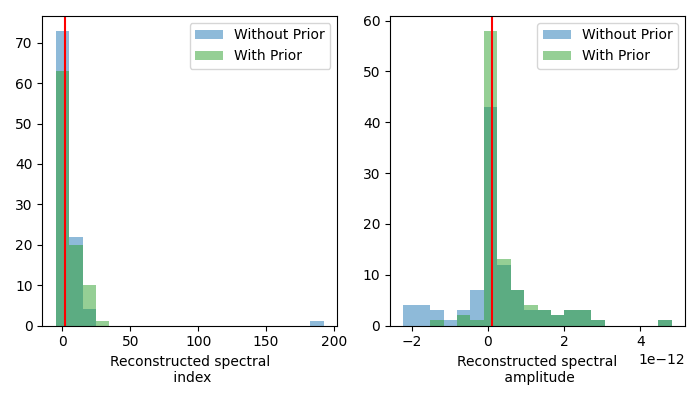 Without Prior
With Prior
70
60
50
40
30
20
10
0
0
50
100
150
200
Reconstructed spectral
index
Without Prior
With Prior
60
50
40
30
20
10
0
−2
0
2
4
1e−12
Reconstructed spectral
amplitude